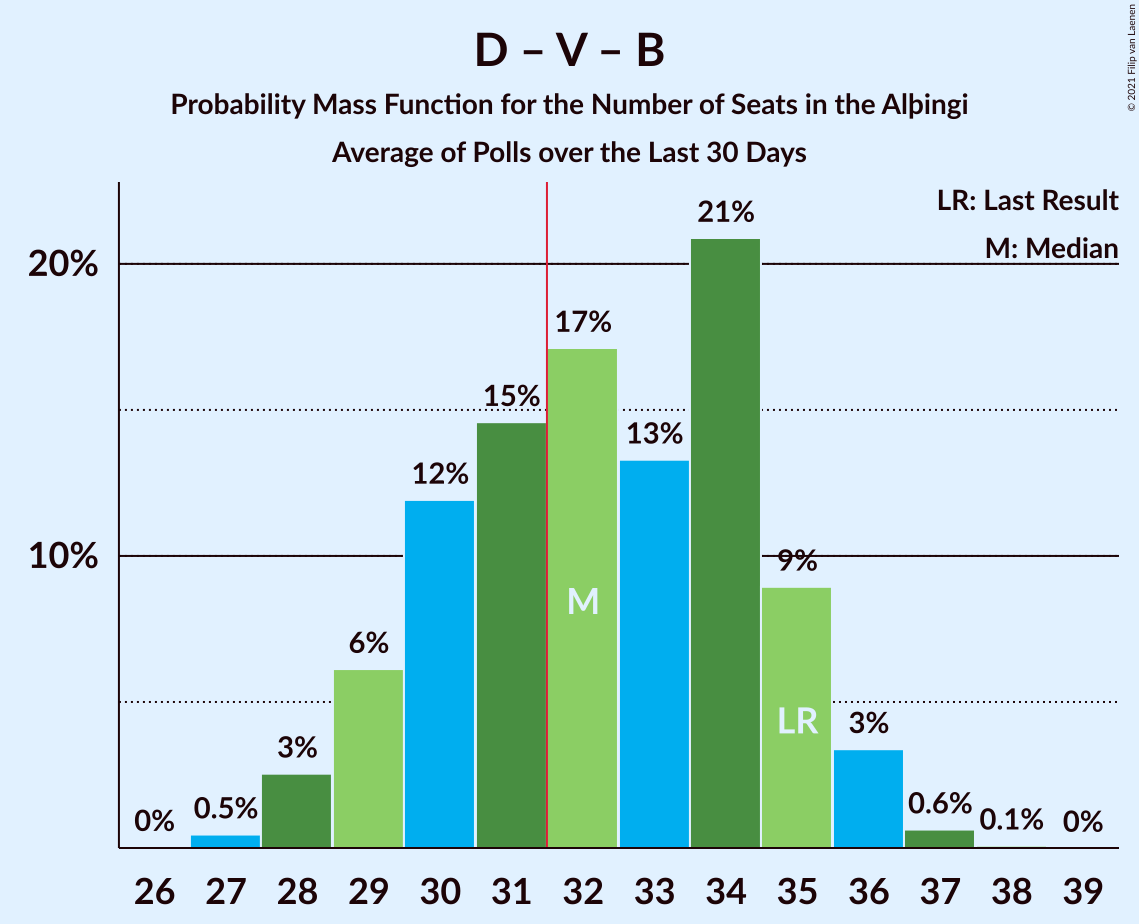 D – V – B
Probability Mass Function for the Number of Seats in the Alþingi
Average of Polls over the Last 30 Days
© 2021 Filip van Laenen
LR: Last Result
M: Median
20%
10%
0%
0.5%
3%
6%
12%
15%
17%
13%
21%
9%
3%
0.6%
0.1%
0%
M
LR
26 27 28 29 30 31 32 33 34 35 36 37 38 39